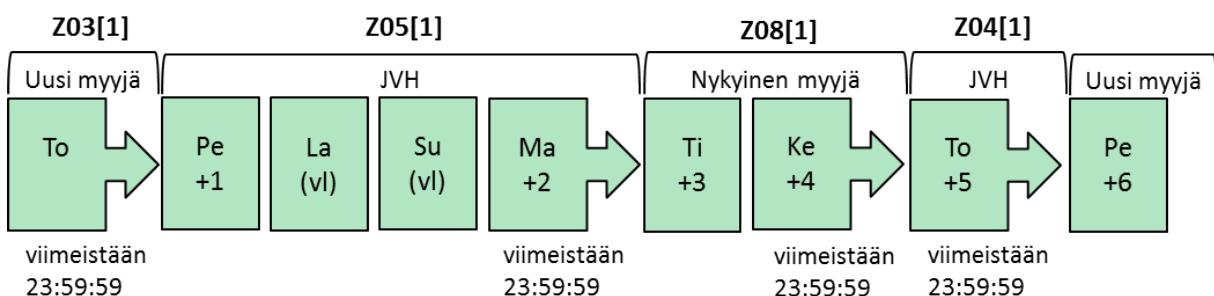 Z03[1] Z05[1] Z08[1] Z04[1]
Uusi myyjä JVH Nykyinen myyjä JVH Uusi myyjä
To Pe La Su Ma Ti Ke To Pe
+1 (vl) (vl) +2 +3 +4 +5 +6
viimeistään viimeistään viimeistään viimeistään
23:59:59 23:59:59 23:59:59 23:59:59